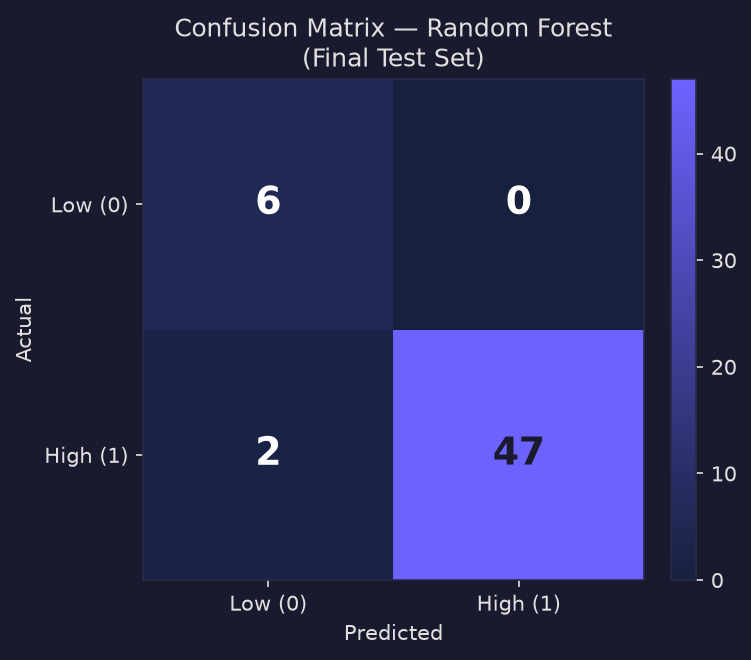 Confusion Matrix — Random Forest
(Final Test Set)
Low (0)
6
0
High (1)
2
47
Low (0)
High (1)
Predicted
Actual
40
30
20
10
0